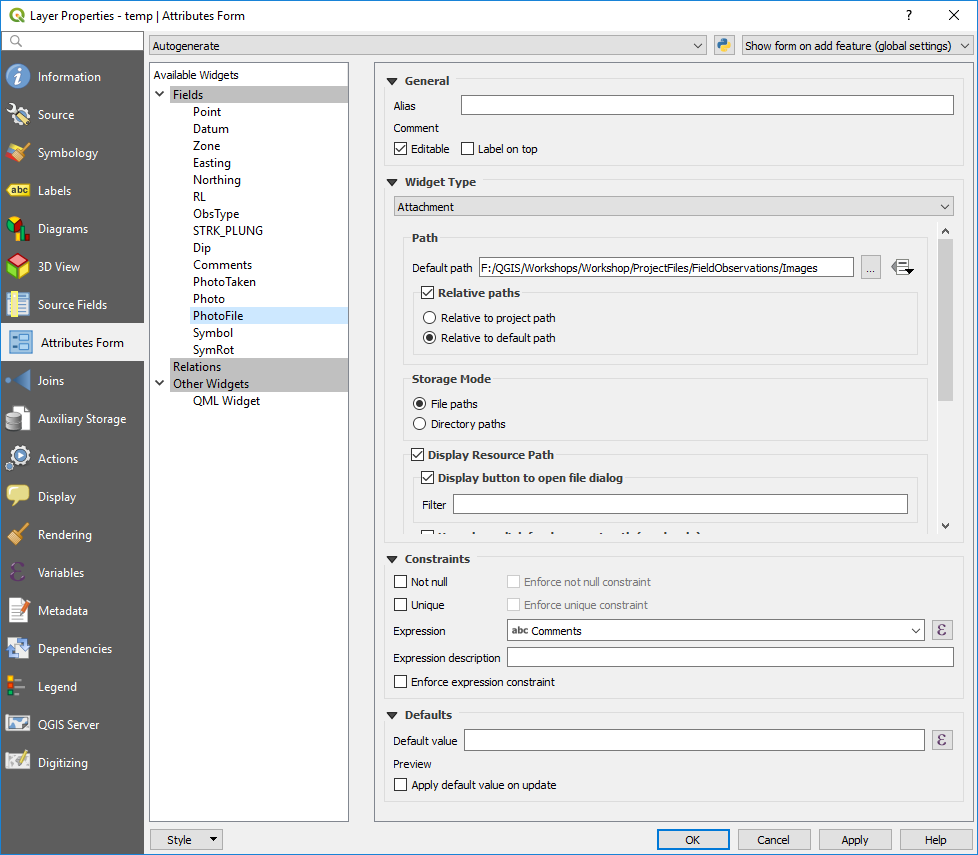 Layer Properties - temp | Attributes Form
?
Autogenerate
Show form on add feature (global settings)
Information
Source
Symbology
abc Labels
Diagrams
3D View
Source Fields
Attributes Form
Joins
Auxiliary Storage
Actions
Display
Rendering
Variables
Metadata
Dependencies
Legend
QGIS Server
Digitizing
Available Widgets
Fields
Point
Datum
Zone
Easting
Northing
RL
ObsType
STRK_PLUNG
Dip
Comments
PhotoTaken
Photo
PhotoFile
Symbol
SymRot
Relations
Other Widgets
QML Widget
General
Alias
Comment
Editable Label on top
Widget Type
Attachment
Path
Default path F:/QGIS/Workshops/Workshop/ProjectFiles/FieldObservations/Images ...
Relative paths
Relative to project path
Relative to default path
Storage Mode
File paths
Directory paths
Display Resource Path
Display button to open file dialog
Filter
Constraints
Not null Enforce not null constraint
Unique Enforce unique constraint
Expression abc Comments ε
Expression description
Enforce expression constraint
Defaults
Default value ε
Preview
Apply default value on update
Style OK Cancel Apply Help